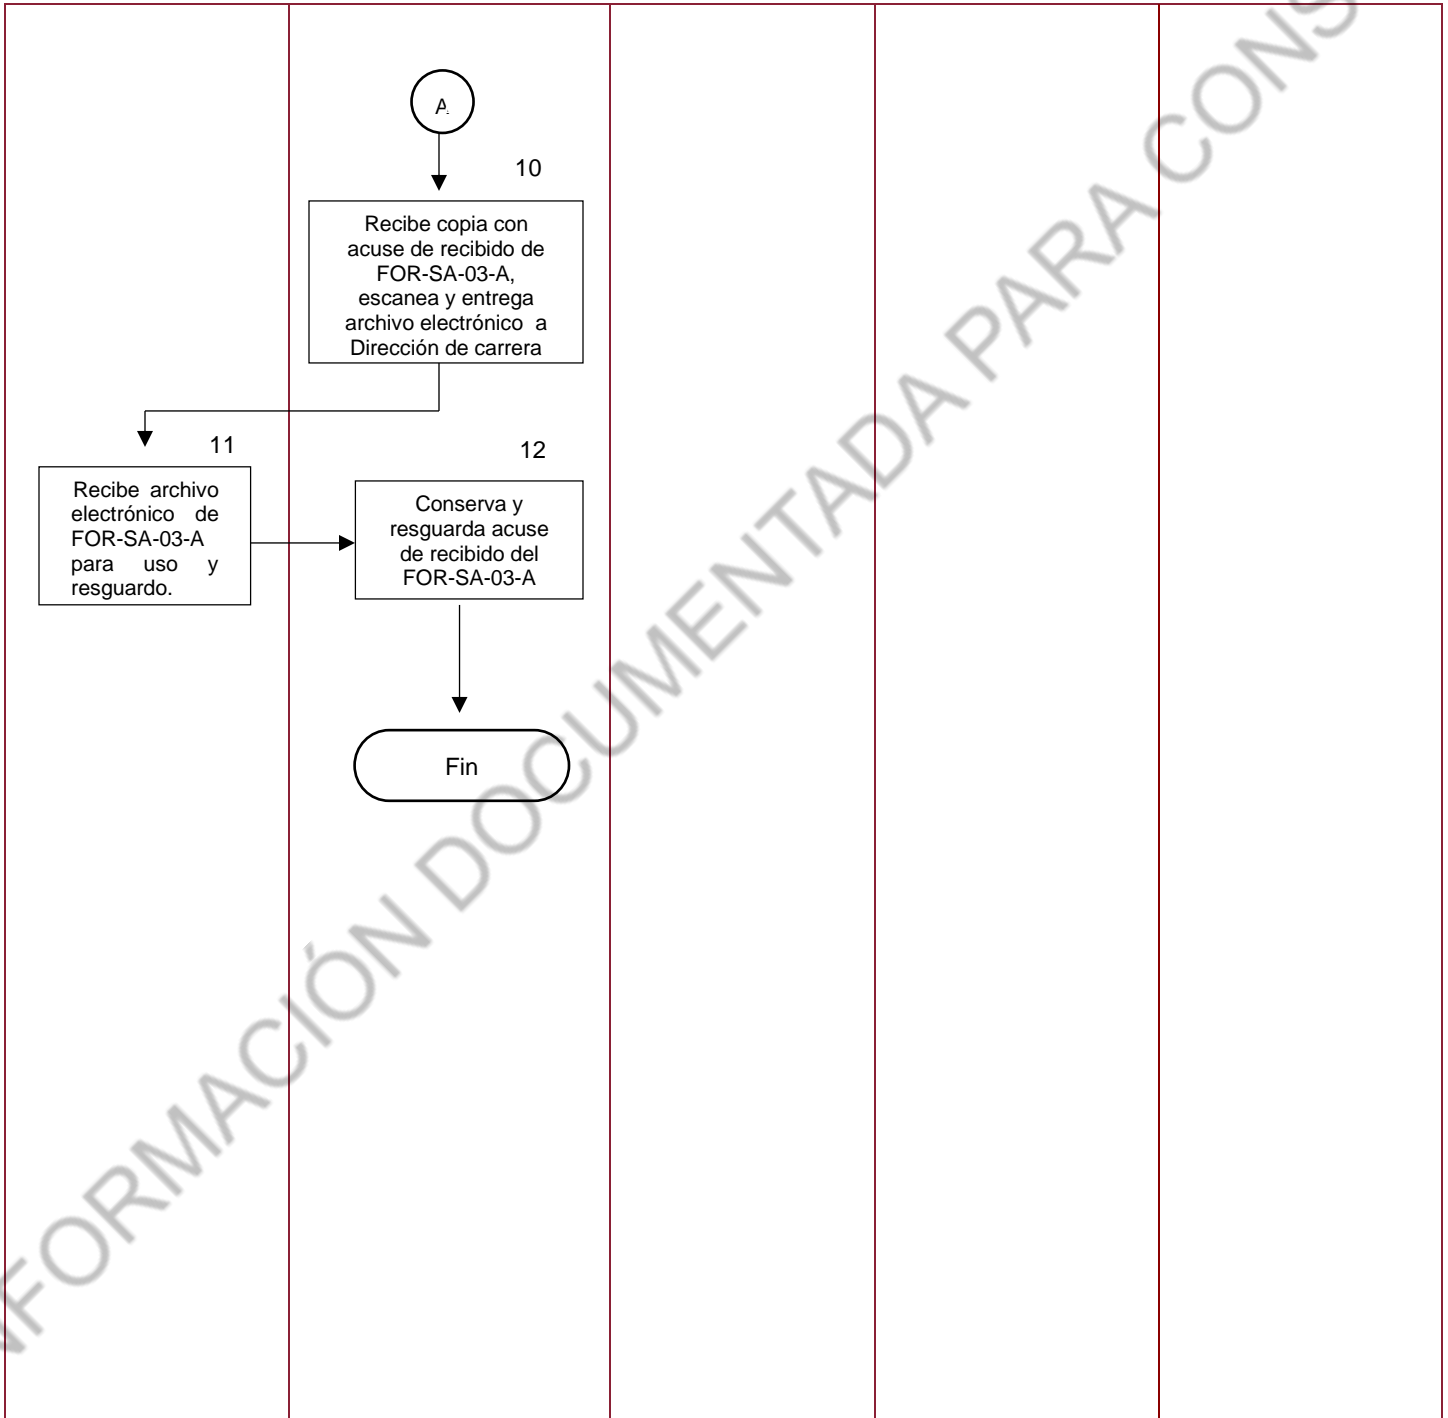 A
10
Recibe copia con
acuse de recibido de
FOR-SA-03-A,
escanea y entrega
archivo electrónico a
Dirección de carrera
11
Recibe archivo
electrónico de
FOR-SA-03-A
para uso y
resguardo.
12
Conserva y
resguarda acuse
de recibido del
FOR-SA-03-A
Fin
NFORMACIÓN DOCUMENTADA PARA CONS